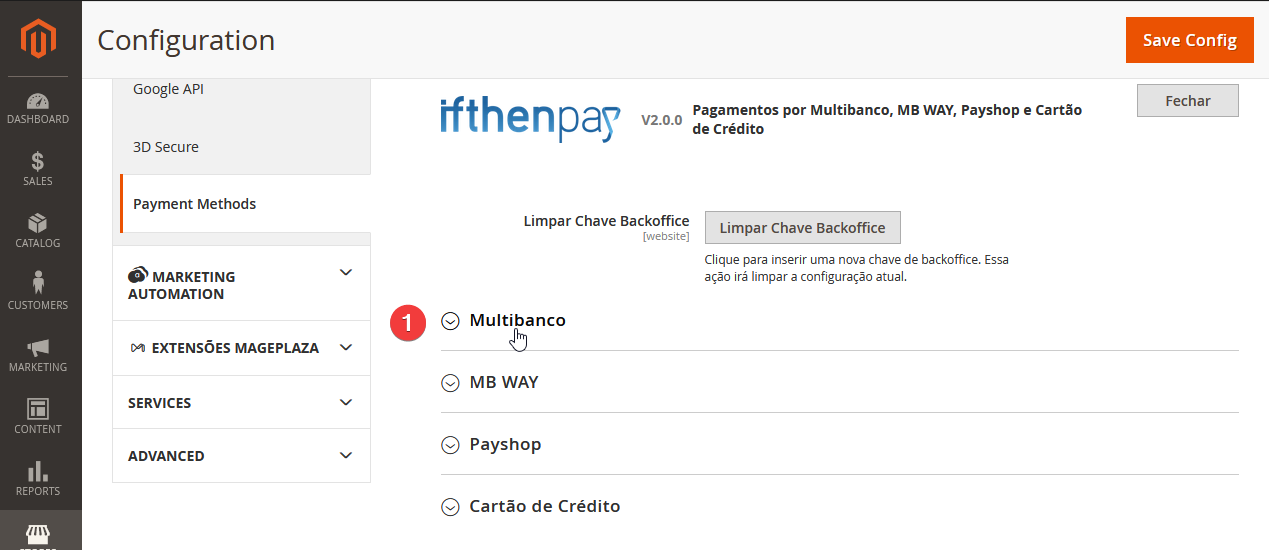 Configuration
Save Config
DASHBOARD
SALES
CATALOG
CUSTOMERS
MARKETING
CONTENT
REPORTS
Google API
3D Secure
Payment Methods
MARKETING
AUTOMATION
EXTENSÕES MAGEPLAZA
SERVICES
ADVANCED
ifthenpay
V2.0.0
Pagamentos por Multibanco, MB WAY, Payshop e Cartão
de Crédito
Fechar
Limpar Chave Backoffice
[website]
Limpar Chave Backoffice
Clique para inserir uma nova chave de backoffice. Essa
ação irá limpar a configuração atual.
1
Multibanco
MB WAY
Payshop
Cartão de Crédito